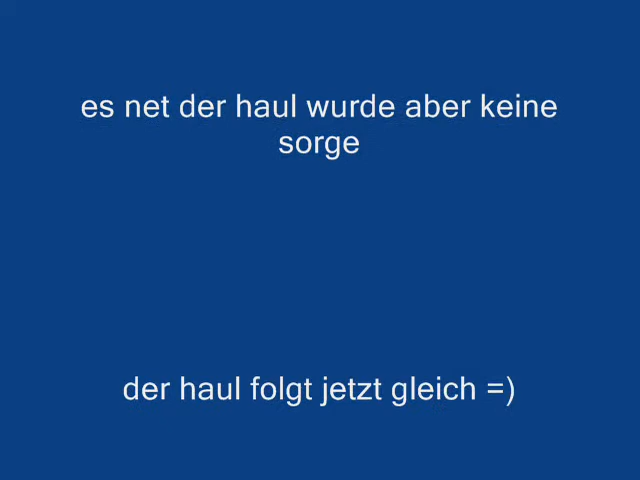 es net der haul wurde aber keine
sorge
der haul folgt jetzt gleich =)